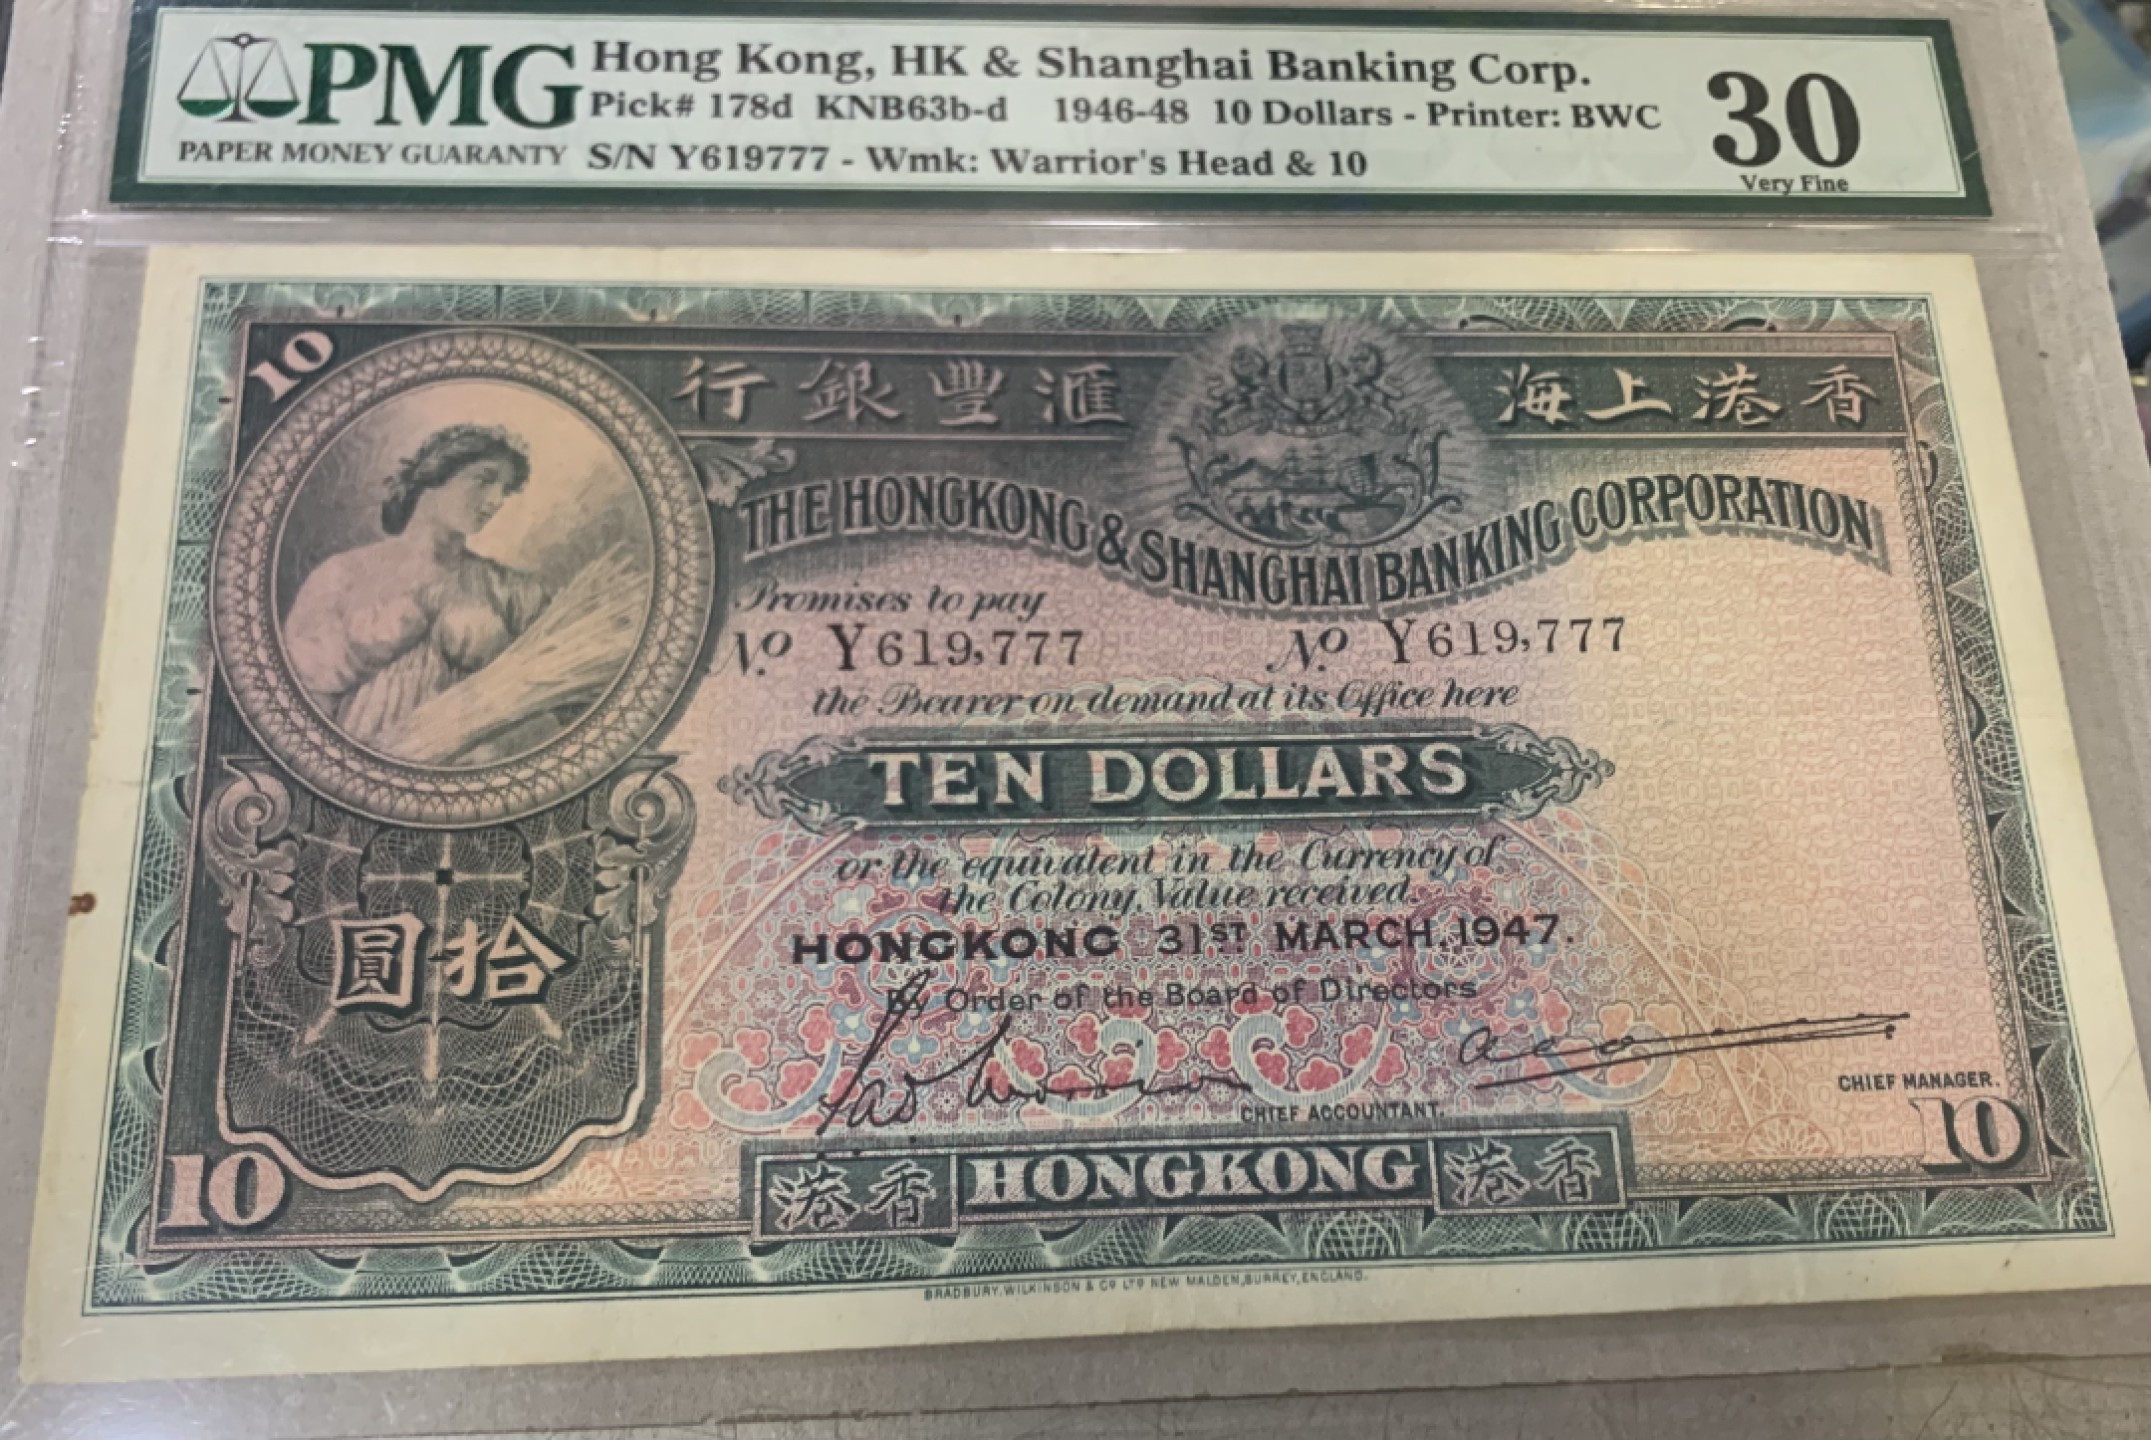 PMG
PAPER MONEY GUARANTY
Hong Kong, HK & Shanghai Banking Corp.
Pick# 178d KNB63b-d 1946-48 10 Dollars - Printer: BWC
S/N Y619777 - Wmk: Warrior's Head & 10
30
Very Fine
10
行銀豐滙 海上港香
THE HONGKONG & SHANGHAI BANKING CORPORATION
Promises to pay
No Y619,777 No Y619,777
the Bearer on demand at its Office here
TEN DOLLARS
or the equivalent in the Currency of
the Colony, Value received.
HONGKONG 31ST MARCH, 1947.
By Order of the Board of Directors
圓拾
CHIEF ACCOUNTANT.
CHIEF MANAGER.
10
10
港香 HONGKONG 港香
BRADBURY, WILKINSON & Co LTD NEW MALDEN, SURREY, ENGLAND.